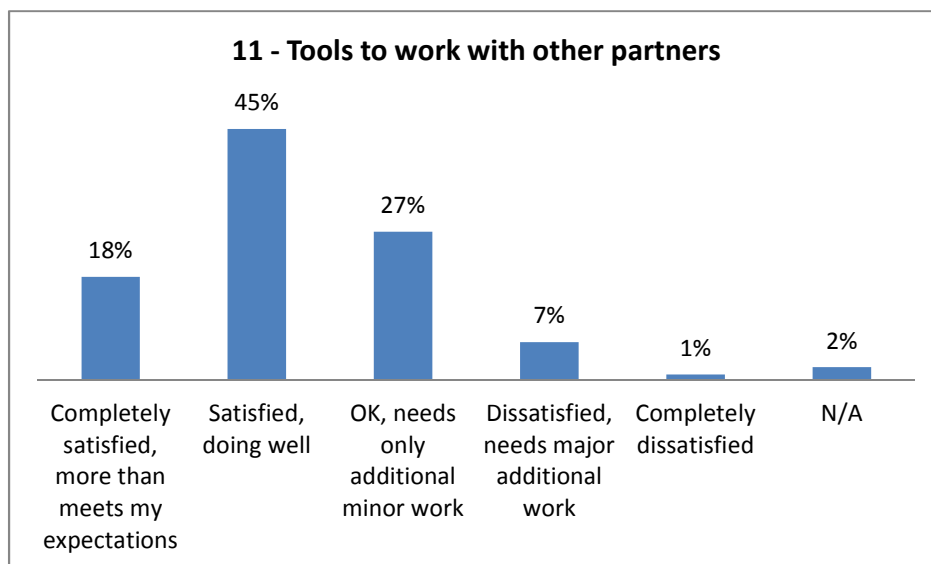 11 - Tools to work with other partners
45%
27%
18%
7%
1%
2%
Completely
satisfied,
more than
meets my
expectations
Satisfied,
doing well
OK, needs
only
additional
minor work
Dissatisfied,
needs major
additional
work
Completely
dissatisfied
N/A